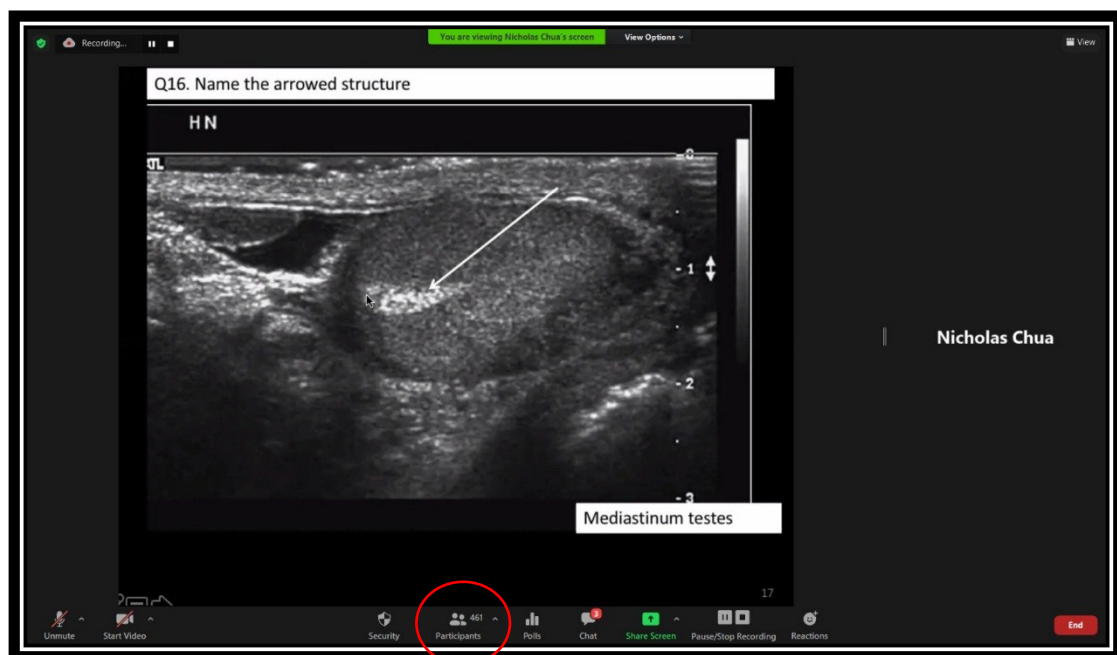 Recording...
You are viewing Nicholas Chua's screen
View Options
View
Q16. Name the arrowed structure
H N
0
1
2
3
Nicholas Chua
Mediastinum testes
17
461
3
Unmute
Start Video
Security
Participants
Polls
Chat
Share Screen
Pause/Stop Recording
Reactions
End